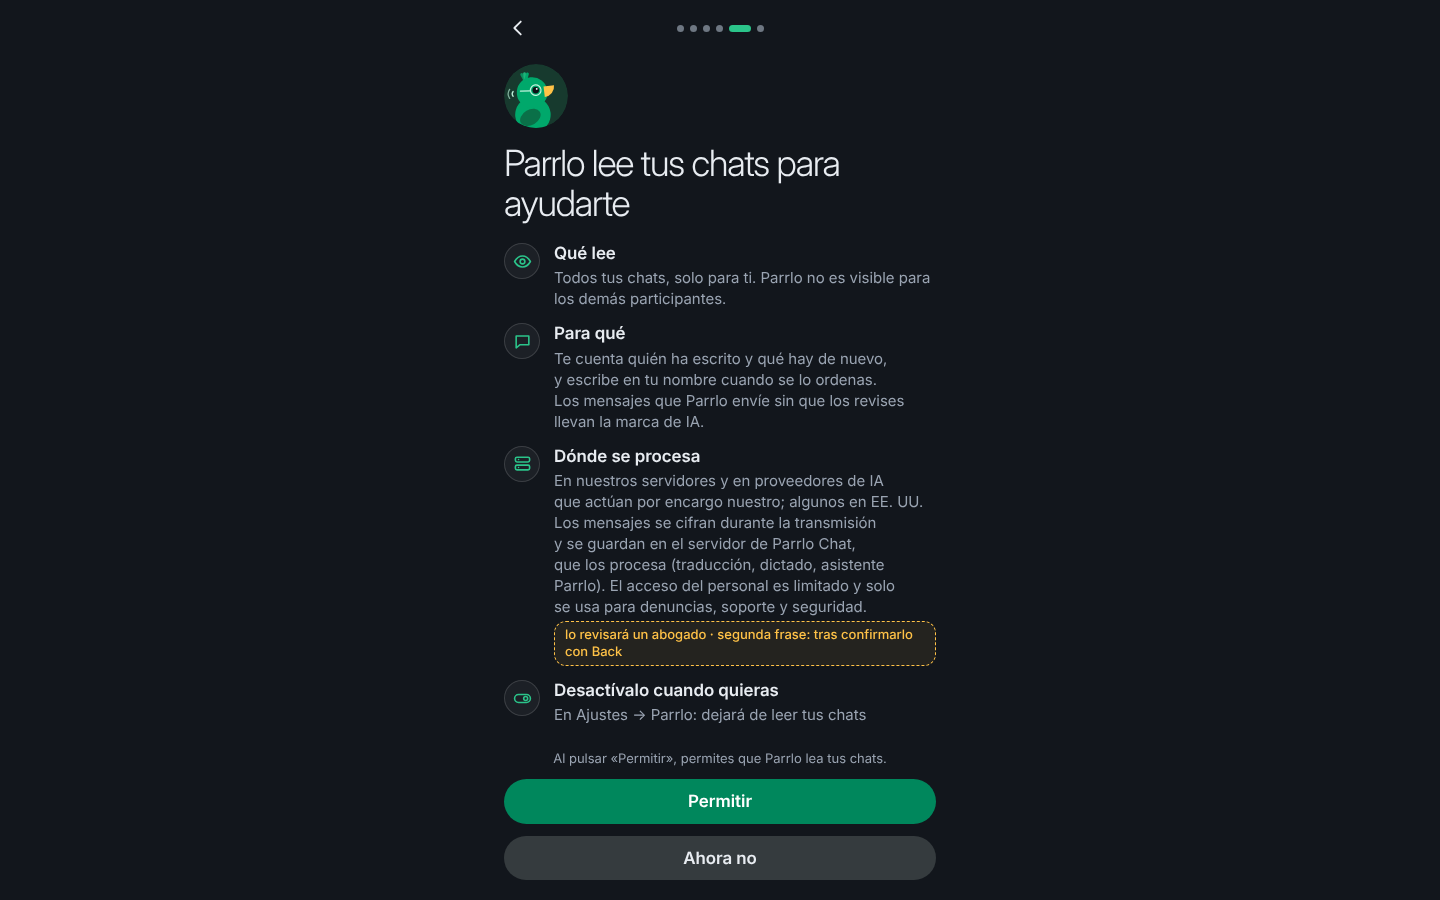 Parrlo lee tus chats para
ayudarte
Qué lee
Todos tus chats, solo para ti. Parrlo no es visible para
los demás participantes.
Para qué
Te cuenta quién ha escrito y qué hay de nuevo,
y escribe en tu nombre cuando se lo ordenas.
Los mensajes que Parrlo envíe sin que los revises
llevan la marca de IA.
Dónde se procesa
En nuestros servidores y en proveedores de IA
que actúan por encargo nuestro; algunos en EE. UU.
Los mensajes se cifran durante la transmisión
y se guardan en el servidor de Parrlo Chat,
que los procesa (traducción, dictado, asistente
Parrlo). El acceso del personal es limitado y solo
se usa para denuncias, soporte y seguridad.
lo revisará un abogado · segunda frase: tras confirmarlo
con Back
Desactívalo cuando quieras
En Ajustes → Parrlo: dejará de leer tus chats
Al pulsar «Permitir», permites que Parrlo lea tus chats.
Permitir
Ahora no